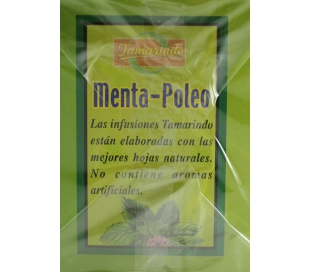 Tamarindo
Menta-Poleo
Las infusiones Tamarindo
están elaboradas con las
mejores hojas naturales.
No contiene aromas
artificiales.